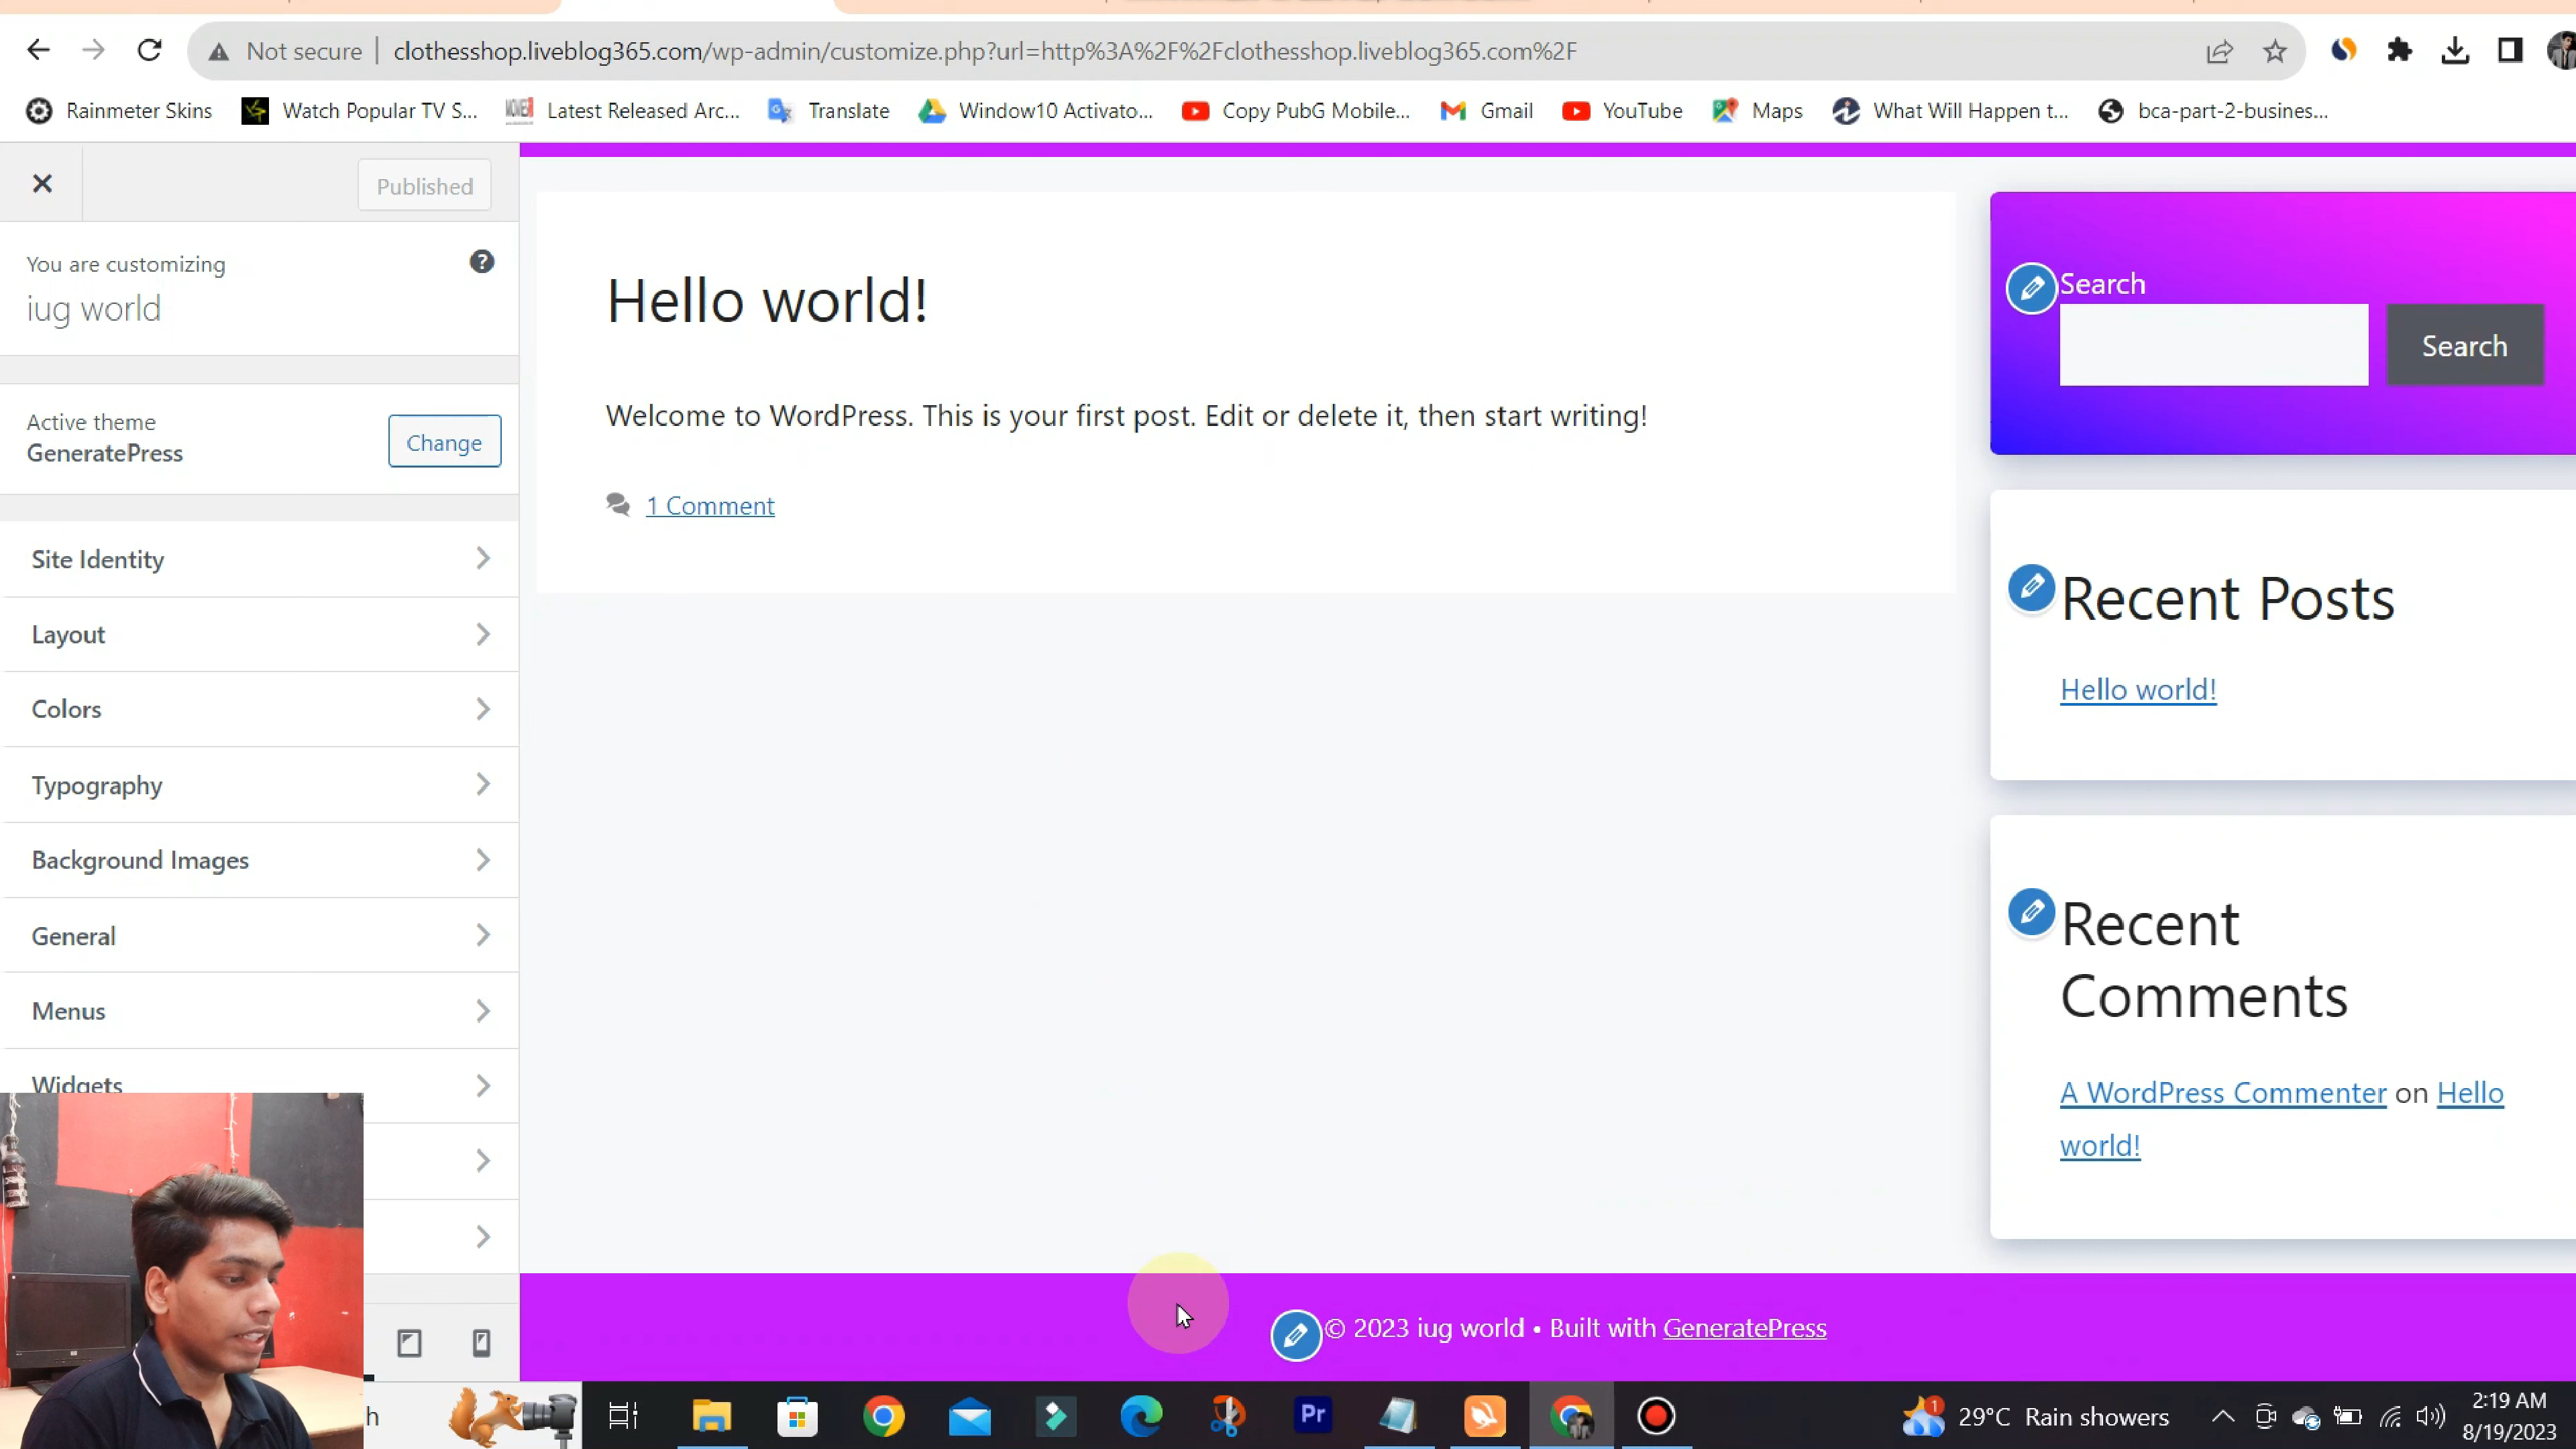 Not secure
clothesshop.liveblog365.com/wp-admin/customize.php?url=http%3A%2F%2Fclothesshop.liveblog365.com%2F
Rainmeter Skins
Watch Popular TV S...
Latest Released Arc...
Translate
Window10 Activato...
Copy PubG Mobile...
Gmail
YouTube
Maps
What Will Happen t...
bca-part-2-busines...
Published
You are customizing
iug world
Active theme
GeneratePress
Change
Site Identity
Layout
Colors
Typography
Background Images
General
Menus
Widgets
Hello world!
Welcome to WordPress. This is your first post. Edit or delete it, then start writing!
1 Comment
Search
Search
Recent Posts
Hello world!
Recent
Comments
A WordPress Commenter on Hello
world!
© 2023 iug world • Built with GeneratePress
h
Pr
1
29°C Rain showers
2:19 AM
8/19/2023